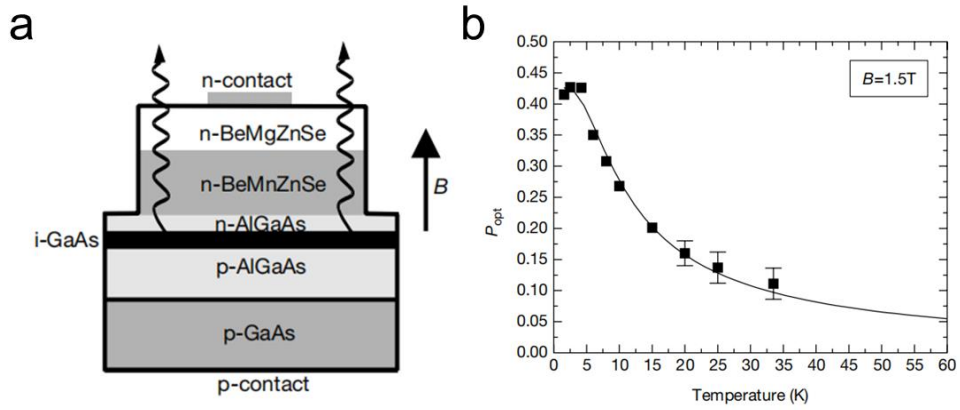 a
n-contact
n-BeMgZnSe
n-BeMnZnSe
B
n-AlGaAs
i-GaAs
p-AlGaAs
p-GaAs
p-contact
b
P_opt
0.50
0.45
0.40
0.35
0.30
0.25
0.20
0.15
0.10
0.05
0.00
B=1.5T
0 5 10 15 20 25 30 35 40 45 50 55 60
Temperature (K)